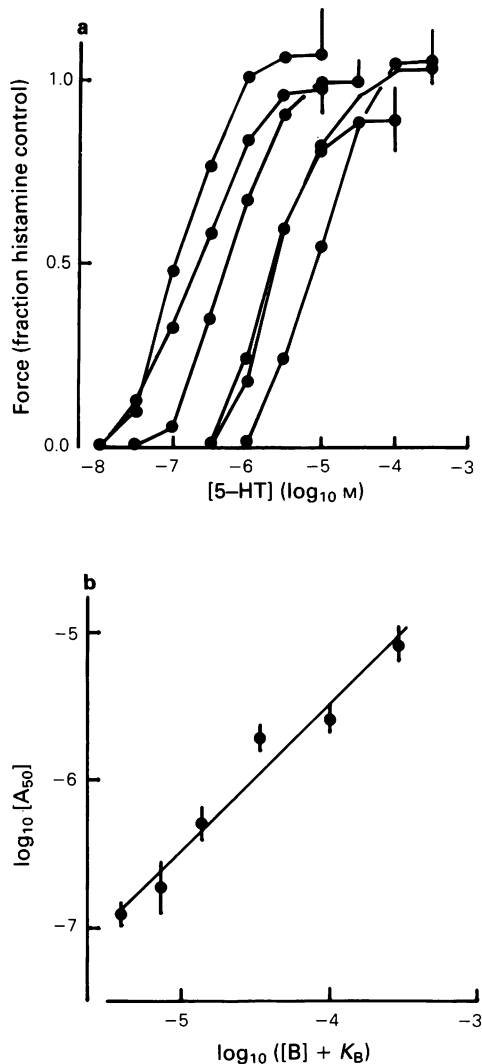 a
Force (fraction histamine control)
1.0
0.5
0.0
−8 −7 −6 −5 −4 −3
[5–HT] (log₁₀ M)
b
log₁₀ [A₅₀]
−5
−6
−7
−5 −4 −3
log₁₀ ([B] + K_B)